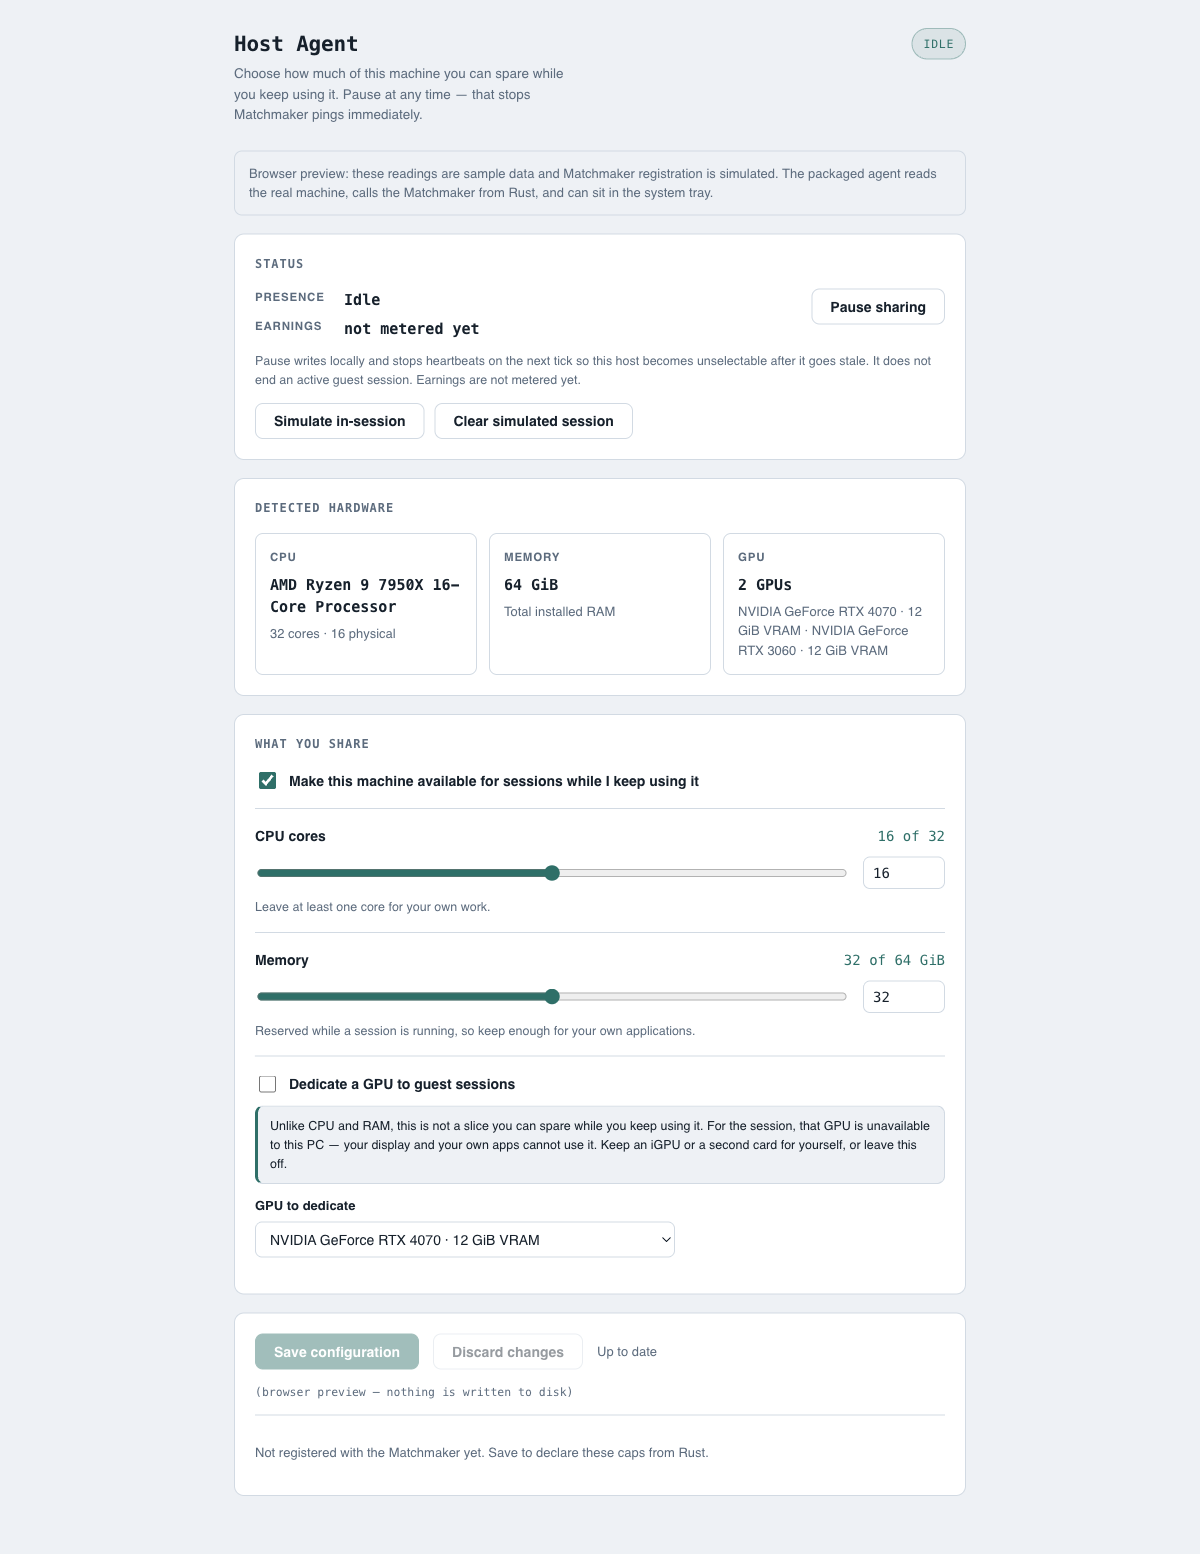 Host Agent
IDLE
Choose how much of this machine you can spare while
you keep using it. Pause at any time — that stops
Matchmaker pings immediately.
Browser preview: these readings are sample data and Matchmaker registration is simulated. The packaged agent reads
the real machine, calls the Matchmaker from Rust, and can sit in the system tray.
STATUS
PRESENCE Idle
Pause sharing
EARNINGS not metered yet
Pause writes locally and stops heartbeats on the next tick so this host becomes unselectable after it goes stale. It does not
end an active guest session. Earnings are not metered yet.
Simulate in-session Clear simulated session
DETECTED HARDWARE
CPU
AMD Ryzen 9 7950X 16-
Core Processor
32 cores · 16 physical
MEMORY
64 GiB
Total installed RAM
GPU
2 GPUs
NVIDIA GeForce RTX 4070 · 12
GiB VRAM · NVIDIA GeForce
RTX 3060 · 12 GiB VRAM
WHAT YOU SHARE
Make this machine available for sessions while I keep using it
CPU cores 16 of 32
16
Leave at least one core for your own work.
Memory 32 of 64 GiB
32
Reserved while a session is running, so keep enough for your own applications.
Dedicate a GPU to guest sessions
Unlike CPU and RAM, this is not a slice you can spare while you keep using it. For the session, that GPU is unavailable
to this PC — your display and your own apps cannot use it. Keep an iGPU or a second card for yourself, or leave this
off.
GPU to dedicate
NVIDIA GeForce RTX 4070 · 12 GiB VRAM
Save configuration Discard changes Up to date
(browser preview — nothing is written to disk)
Not registered with the Matchmaker yet. Save to declare these caps from Rust.